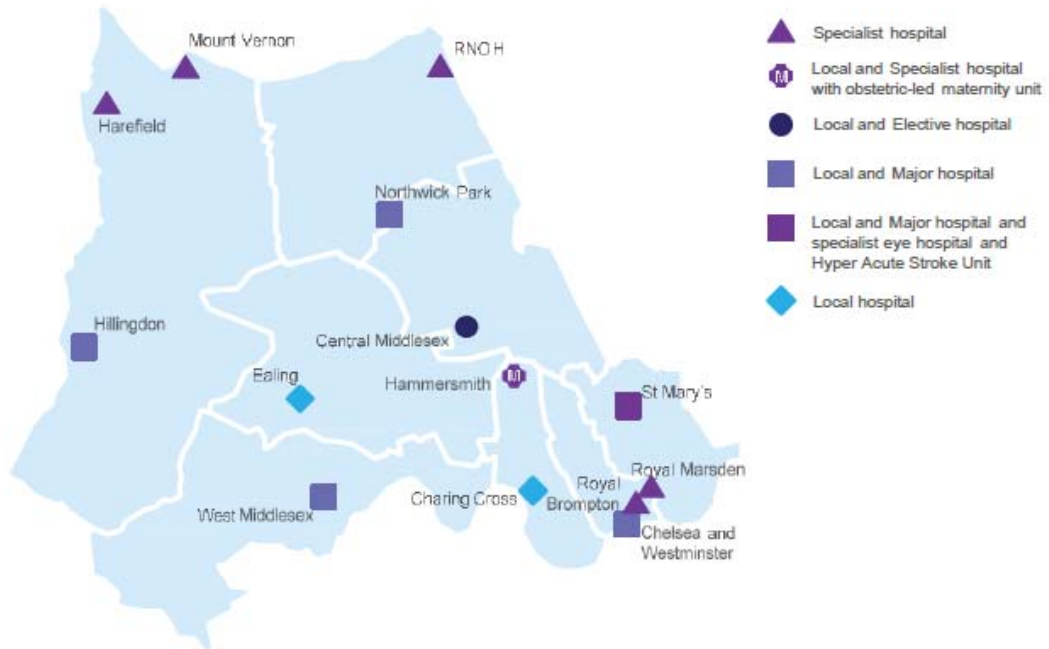 Mount Vernon
RNOH
Harefield
Northwick Park
Hillingdon
Central Middlesex
Ealing
Hammersmith
M
St Mary's
Royal Marsden
Royal
Brompton
Charing Cross
West Middlesex
Chelsea and
Westminster
Specialist hospital
M
Local and Specialist hospital
with obstetric-led maternity unit
Local and Elective hospital
Local and Major hospital
Local and Major hospital and
specialist eye hospital and
Hyper Acute Stroke Unit
Local hospital